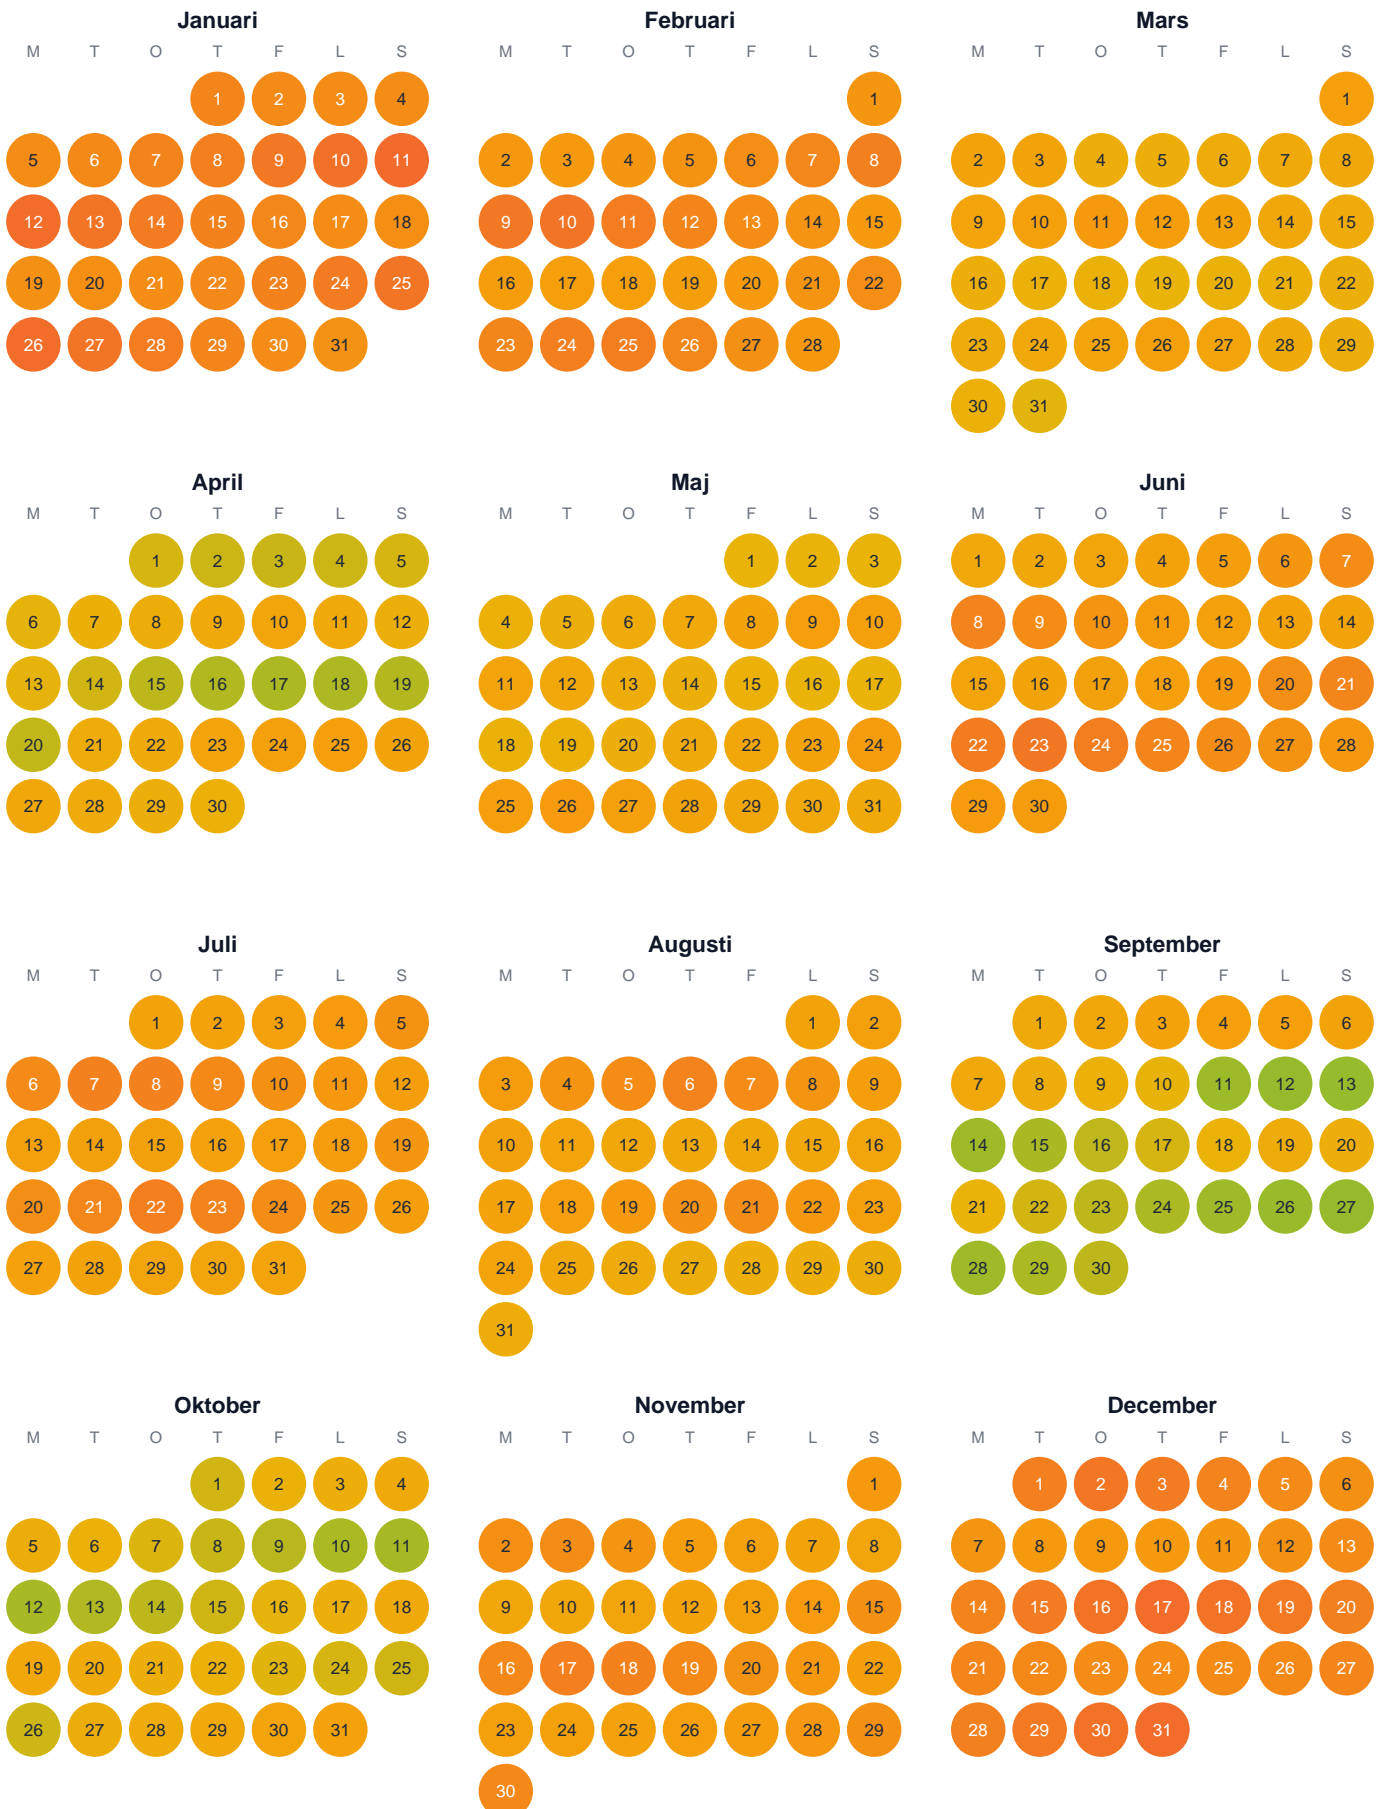 Januari
M T O T F L S
1 2 3 4
5 6 7 8 9 10 11
12 13 14 15 16 17 18
19 20 21 22 23 24 25
26 27 28 29 30 31
Februari
M T O T F L S
1
2 3 4 5 6 7 8
9 10 11 12 13 14 15
16 17 18 19 20 21 22
23 24 25 26 27 28
Mars
M T O T F L S
1
2 3 4 5 6 7 8
9 10 11 12 13 14 15
16 17 18 19 20 21 22
23 24 25 26 27 28 29
30 31
April
M T O T F L S
1 2 3 4 5
6 7 8 9 10 11 12
13 14 15 16 17 18 19
20 21 22 23 24 25 26
27 28 29 30
Maj
M T O T F L S
1 2 3
4 5 6 7 8 9 10
11 12 13 14 15 16 17
18 19 20 21 22 23 24
25 26 27 28 29 30 31
Juni
M T O T F L S
1 2 3 4 5 6 7
8 9 10 11 12 13 14
15 16 17 18 19 20 21
22 23 24 25 26 27 28
29 30
Juli
M T O T F L S
1 2 3 4 5
6 7 8 9 10 11 12
13 14 15 16 17 18 19
20 21 22 23 24 25 26
27 28 29 30 31
Augusti
M T O T F L S
1 2
3 4 5 6 7 8 9
10 11 12 13 14 15 16
17 18 19 20 21 22 23
24 25 26 27 28 29 30
31
September
M T O T F L S
1 2 3 4 5 6
7 8 9 10 11 12 13
14 15 16 17 18 19 20
21 22 23 24 25 26 27
28 29 30
Oktober
M T O T F L S
1 2 3 4
5 6 7 8 9 10 11
12 13 14 15 16 17 18
19 20 21 22 23 24 25
26 27 28 29 30 31
November
M T O T F L S
1
2 3 4 5 6 7 8
9 10 11 12 13 14 15
16 17 18 19 20 21 22
23 24 25 26 27 28 29
30
December
M T O T F L S
1 2 3 4 5 6
7 8 9 10 11 12 13
14 15 16 17 18 19 20
21 22 23 24 25 26 27
28 29 30 31